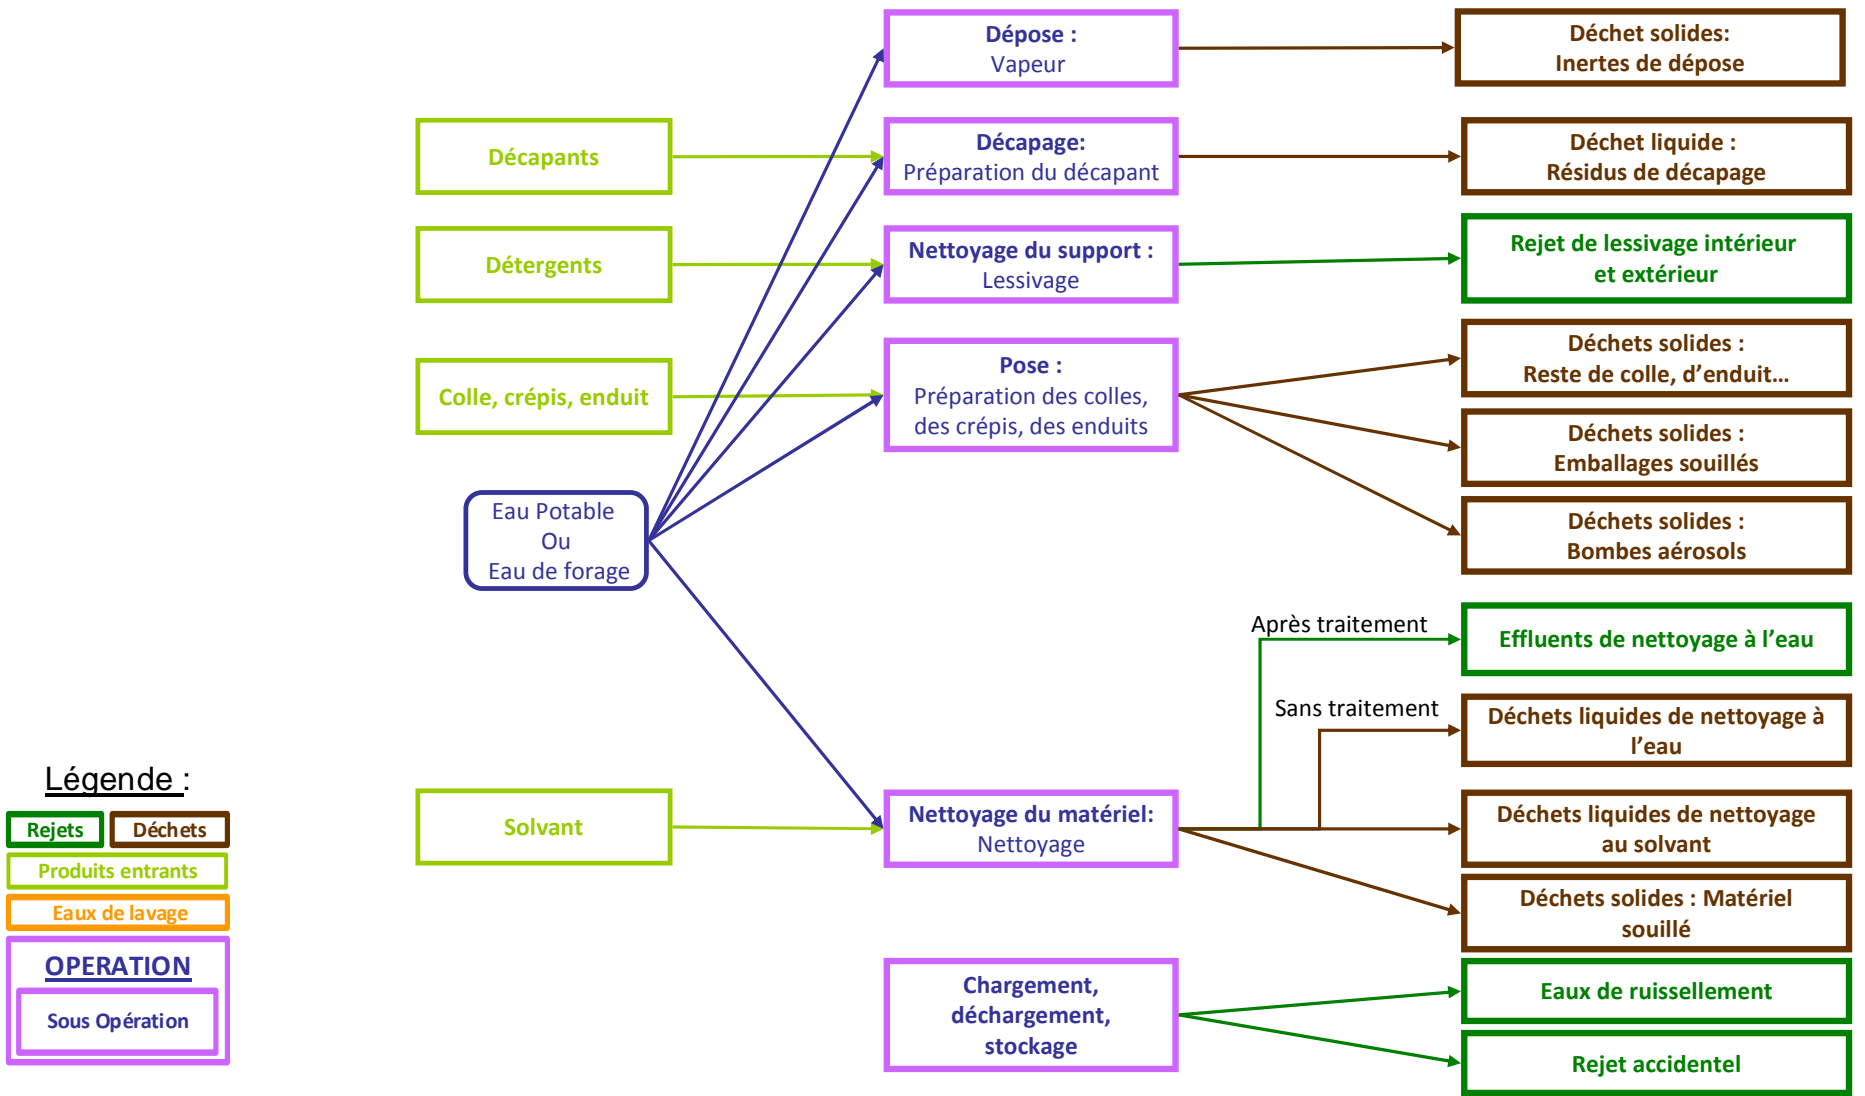 Dépose :
Vapeur
Déchet solides:
Inertes de dépose
Décapants
Décapage:
Préparation du décapant
Déchet liquide :
Résidus de décapage
Détergents
Nettoyage du support :
Lessivage
Rejet de lessivage intérieur
et extérieur
Colle, crépis, enduit
Pose :
Préparation des colles,
des crépis, des enduits
Déchets solides :
Reste de colle, d’enduit…
Déchets solides :
Emballages souillés
Déchets solides :
Bombes aérosols
Eau Potable
Ou
Eau de forage
Après traitement
Effluents de nettoyage à l’eau
Sans traitement
Déchets liquides de nettoyage à
l’eau
Solvant
Nettoyage du matériel:
Nettoyage
Déchets liquides de nettoyage
au solvant
Déchets solides : Matériel
souillé
Chargement,
déchargement,
stockage
Eaux de ruissellement
Rejet accidentel
Légende :
Rejets
Déchets
Produits entrants
Eaux de lavage
OPERATION
Sous Opération